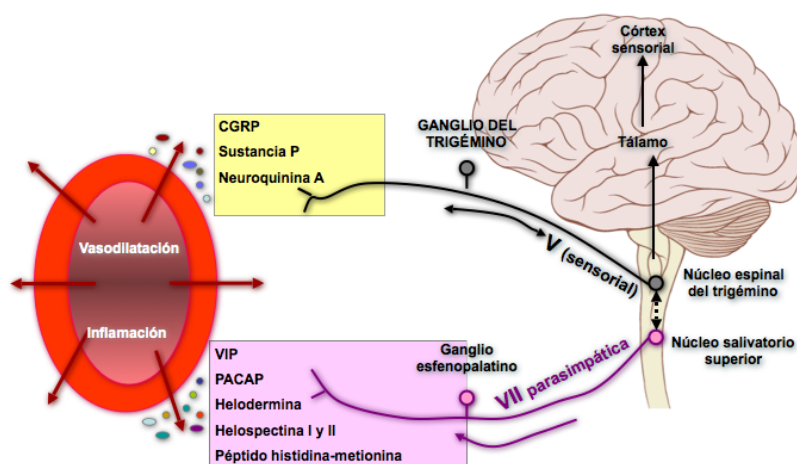 Córtex
sensorial
CGRP
Sustancia P
Neuroquinina A
GANGLIO DEL
TRIGÉMINO
Tálamo
Vasodilatación
Inflamación
V (sensorial)
Núcleo espinal
del trigémino
Núcleo salivatorio
superior
VII parasimpática
Ganglio
esfenopalatino
VIP
PACAP
Helodermina
Helospectina I y II
Péptido histidina-metionina